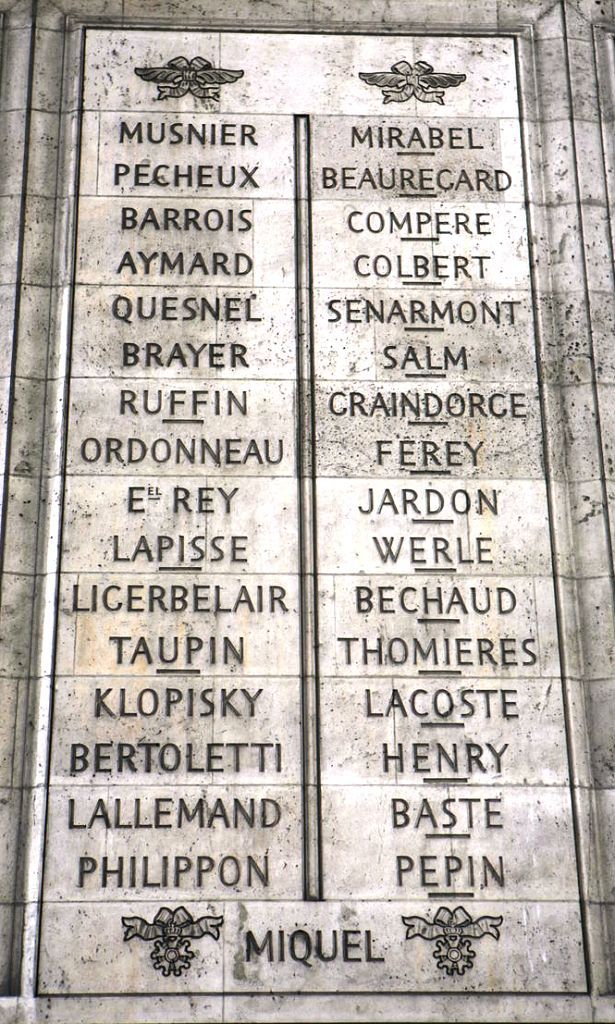 MUSNIER
PECHEUX
BARROIS
AYMARD
QUESNEL
BRAYER
RUFFIN
ORDONNEAU
EEL REY
LAPISSE
LIGERBELAIR
TAUPIN
KLOPISKY
BERTOLETTI
LALLEMAND
PHILIPPON
MIRABEL
BEAUREGARD
COMPERE
COLBERT
SENARMONT
SALM
GRAINDORGE
FEREY
JARDON
WERLE
BECHAUD
THOMIERES
LACOSTE
HENRY
BASTE
PEPIN
MIQUEL